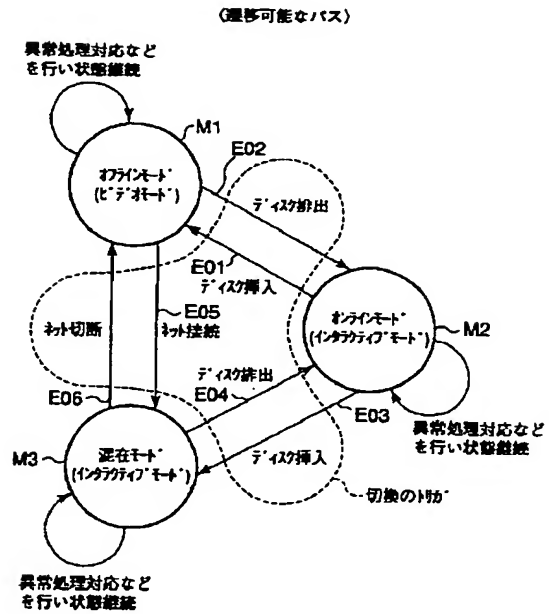 〈遷移可能なパス〉
異常処理対応など
を行い状態継続
M1
E02
オフラインモード
(ビデオモード)
ディスク排出
E01
ディスク挿入
オンラインモード
(インタラクティブモード)
M2
E05
ネット接続
ネット切断
ディスク排出
E04
E06
E03
異常処理対応など
を行い状態継続
M3
混在モード
(インタラクティブモード)
ディスク挿入
切換のトリガ
異常処理対応など
を行い状態継続